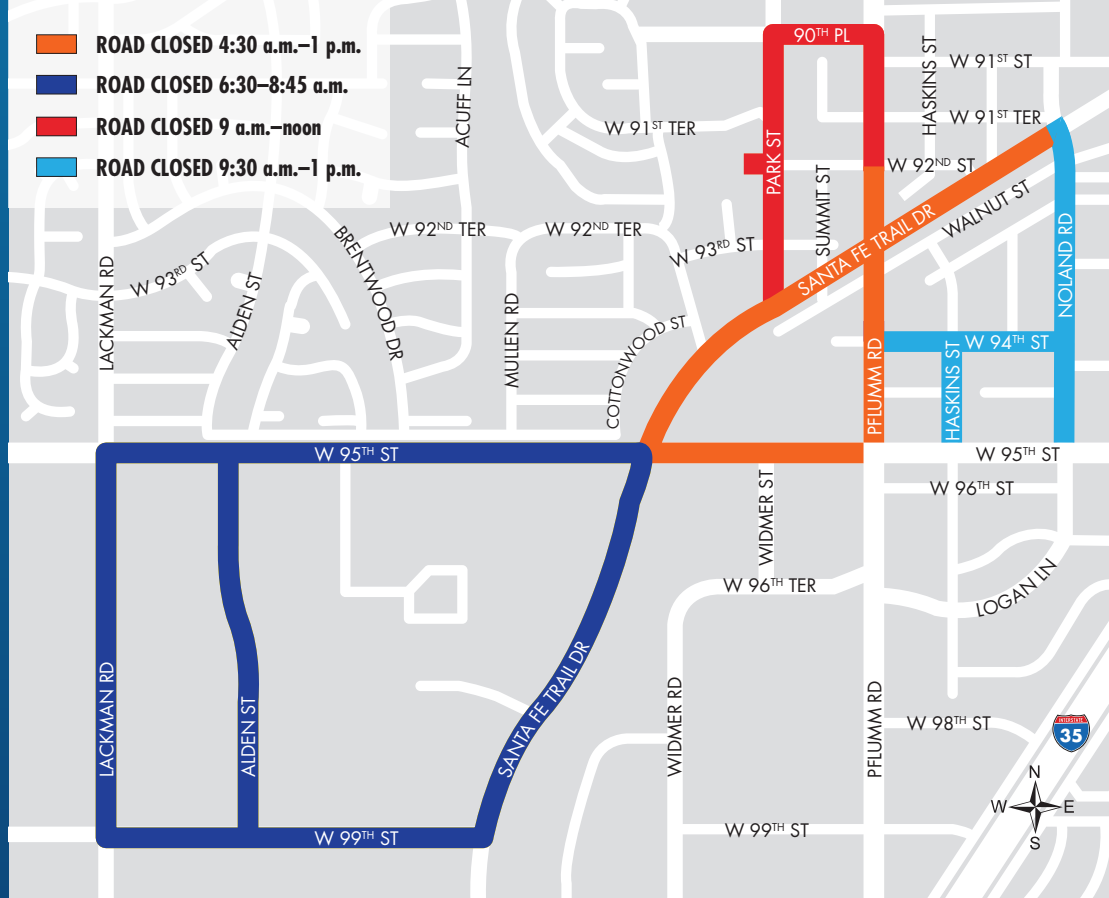 ROAD CLOSED 4:30 a.m.–1 p.m.
ROAD CLOSED 6:30–8:45 a.m.
ROAD CLOSED 9 a.m.–noon
ROAD CLOSED 9:30 a.m.–1 p.m.
90TH PL
HASKINS ST
W 91ST ST
ACUFF LN
W 91ST TER
W 91ST TER
PARK ST
W 92ND ST
SUMMIT ST
WALNUT ST
SANTA FE TRAIL DR
NOLAND RD
W 92ND TER
W 92ND TER
W 93RD ST
W 93RD ST
LACKMAN RD
ALDEN ST
BRENTWOOD DR
MULLEN RD
COTTONWOOD ST
PFLUMM RD
W 94TH ST
HASKINS ST
W 95TH ST
W 95TH ST
W 96TH ST
WIDMER ST
W 96TH TER
LOGAN LN
LACKMAN RD
ALDEN ST
SANTA FE TRAIL DR
WIDMER RD
PFLUMM RD
W 98TH ST
INTERSTATE
35
W 99TH ST
W 99TH ST
N
W
E
S